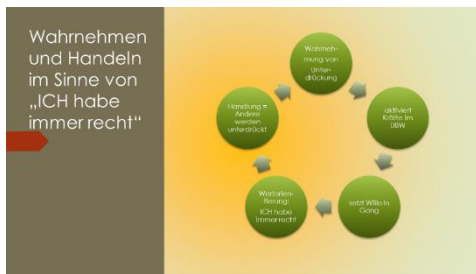 Wahrnehmen
und Handeln
im Sinne von
„ICH habe
immer recht“
Wahrneh-
mung von
Unter-
drückung
aktiviert
Kräfte im
UBW
setzt Wille in
Gang
Werteorien-
tierung:
ICH habe
immer recht
Handlung =
Andere
werden
unterdrückt